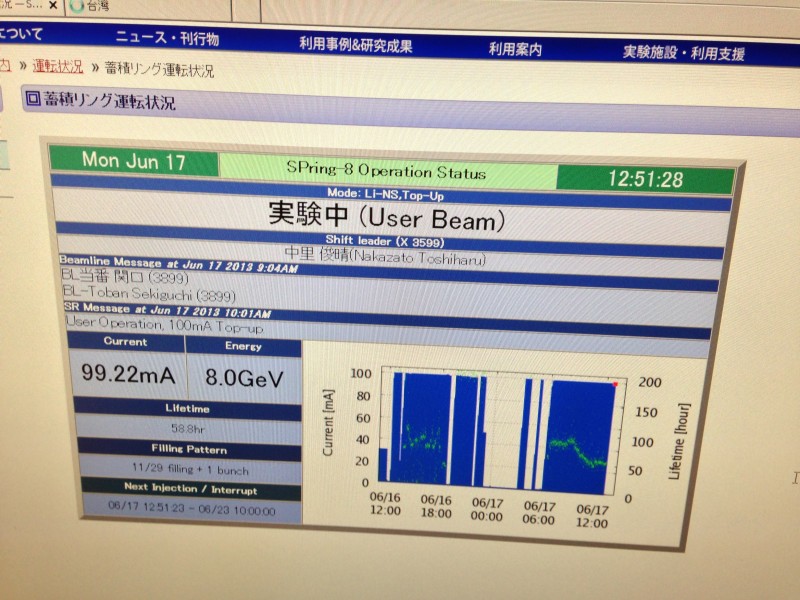 況 - S...
台湾
について ニュース・刊行物 利用事例&研究成果 利用案内 実験施設・利用支援
内 » 運転状況 » 蓄積リング運転状況
蓄積リング運転状況
Mon Jun 17 SPring-8 Operation Status 12:51:28
Mode: LI-NS,Top-Up
実験中 (User Beam)
Shift leader (X 3599)
中里 俊晴(Nakazato Toshiharu)
Beamline Message at Jun 17 2013 9:04AM
BL当番 関口 (3899)
BL-Toban Sekiguchi (3899)
SR Message at Jun 17 2013 10:01AM
User Operation, 100mA Top-up
Current Energy
99.22mA 8.0GeV
Lifetime
58.8hr
Filling Pattern
11/29 filling + 1 bunch
Next Injection / Interrupt
06/17 12:51:23 - 06/23 10:00:00
Current [mA]
100
80
60
40
20
0
200
150
100
50
0
Lifetime [hour]
06/16 06/16 06/17 06/17 06/17
12:00 18:00 00:00 06:00 12:00